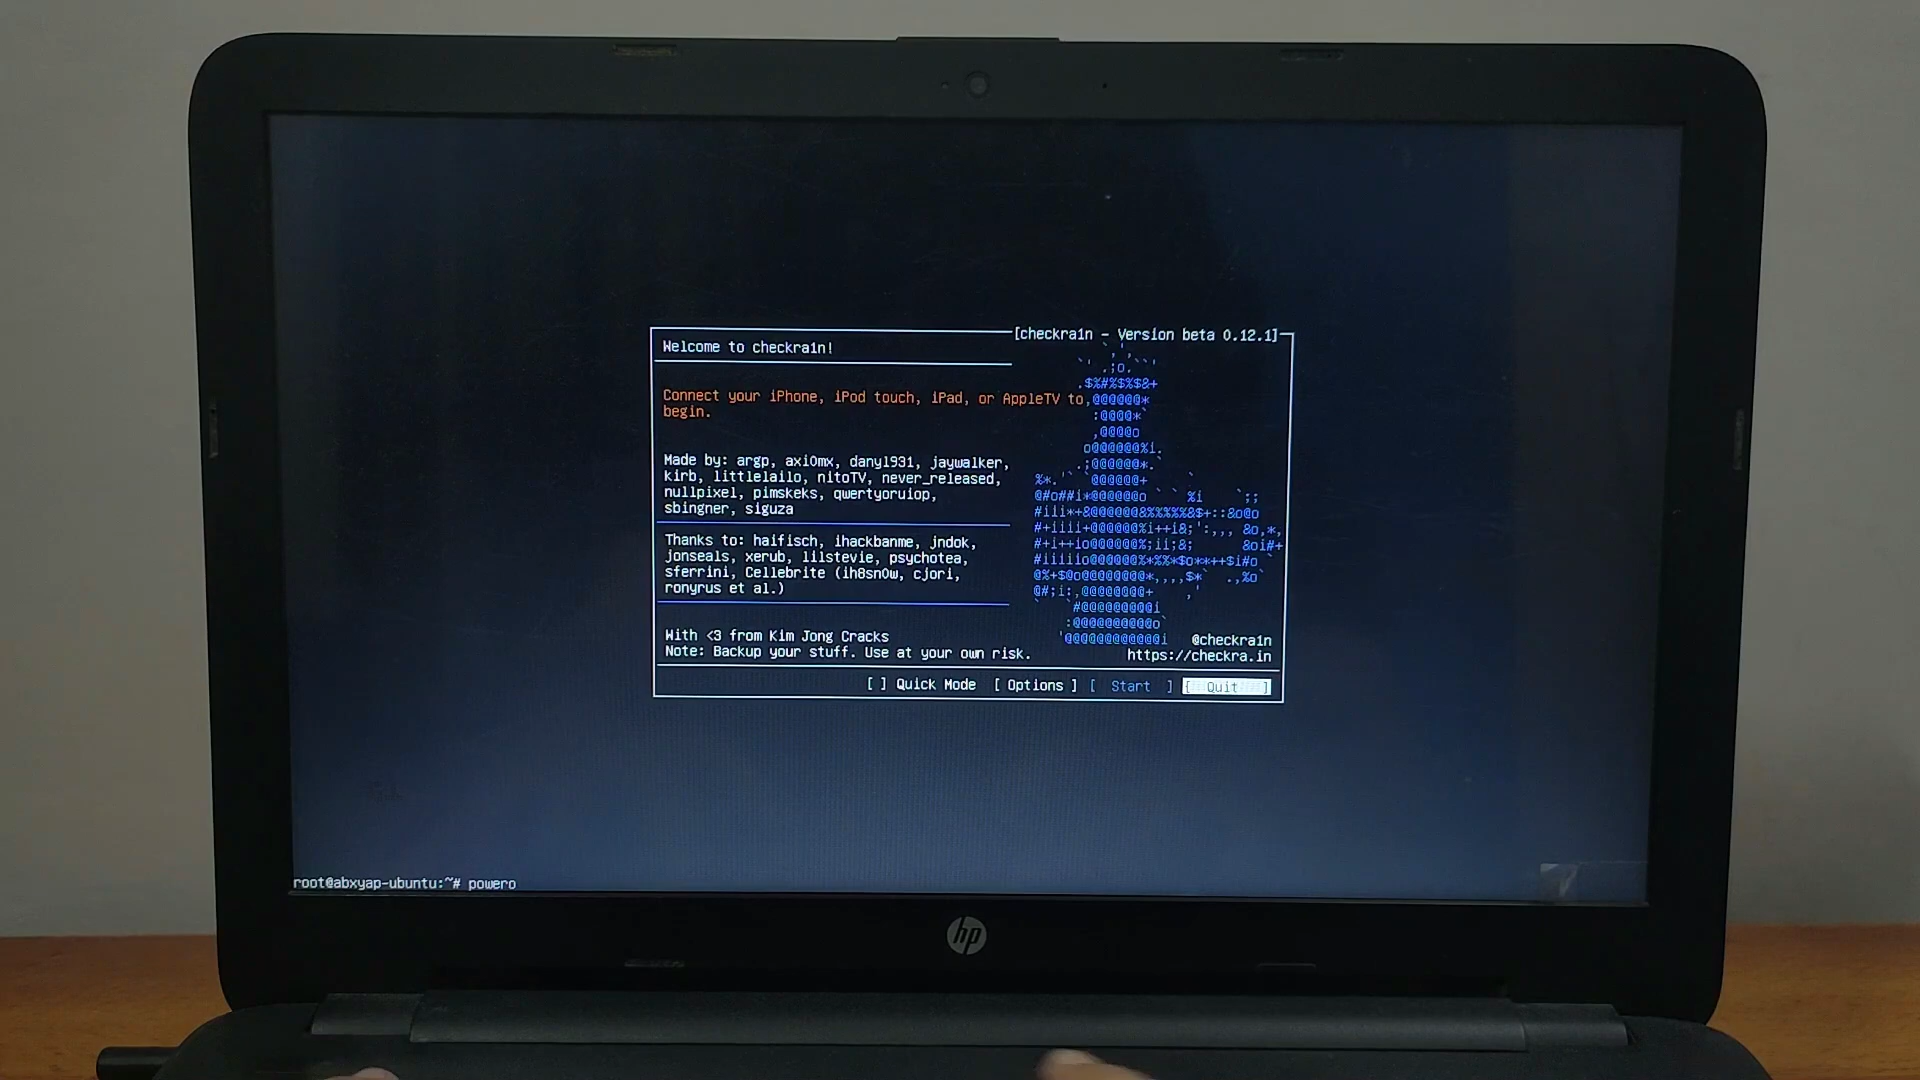 [checkra1n - Version beta 0.12.1]
Welcome to checkra1n!
Connect your iPhone, iPod touch, iPad, or AppleTV to
begin.
Made by: argp, axi0mx, danyl931, jaywalker,
kirb, littlelailo, nitoTV, never_released,
nullpixel, pimskeks, qwertyoruiop,
sbingner, siguza
Thanks to: haifisch, ihackbanme, jndok,
jonseals, xerub, lilstevie, psychotea,
sferrini, Cellebrite (ih8sn0w, cjori,
ronyrus et al.)
With <3 from Kim Jong Cracks
Note: Backup your stuff. Use at your own risk.
@checkra1n
https://checkra.in
[ ] Quick Mode [ Options ] [ Start ] [ Quit ]
root@abxyap-ubuntu:~# powero
hp